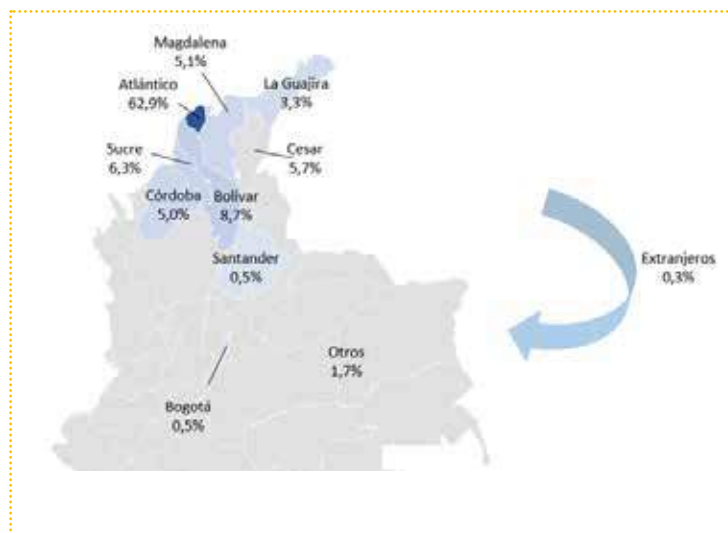 Magdalena
5,1%
Atlántico
62,9%
La Guajira
3,3%
Sucre
6,3%
Cesar
5,7%
Córdoba
5,0%
Bolívar
8,7%
Santander
0,5%
Extranjeros
0,3%
Otros
1,7%
Bogotá
0,5%